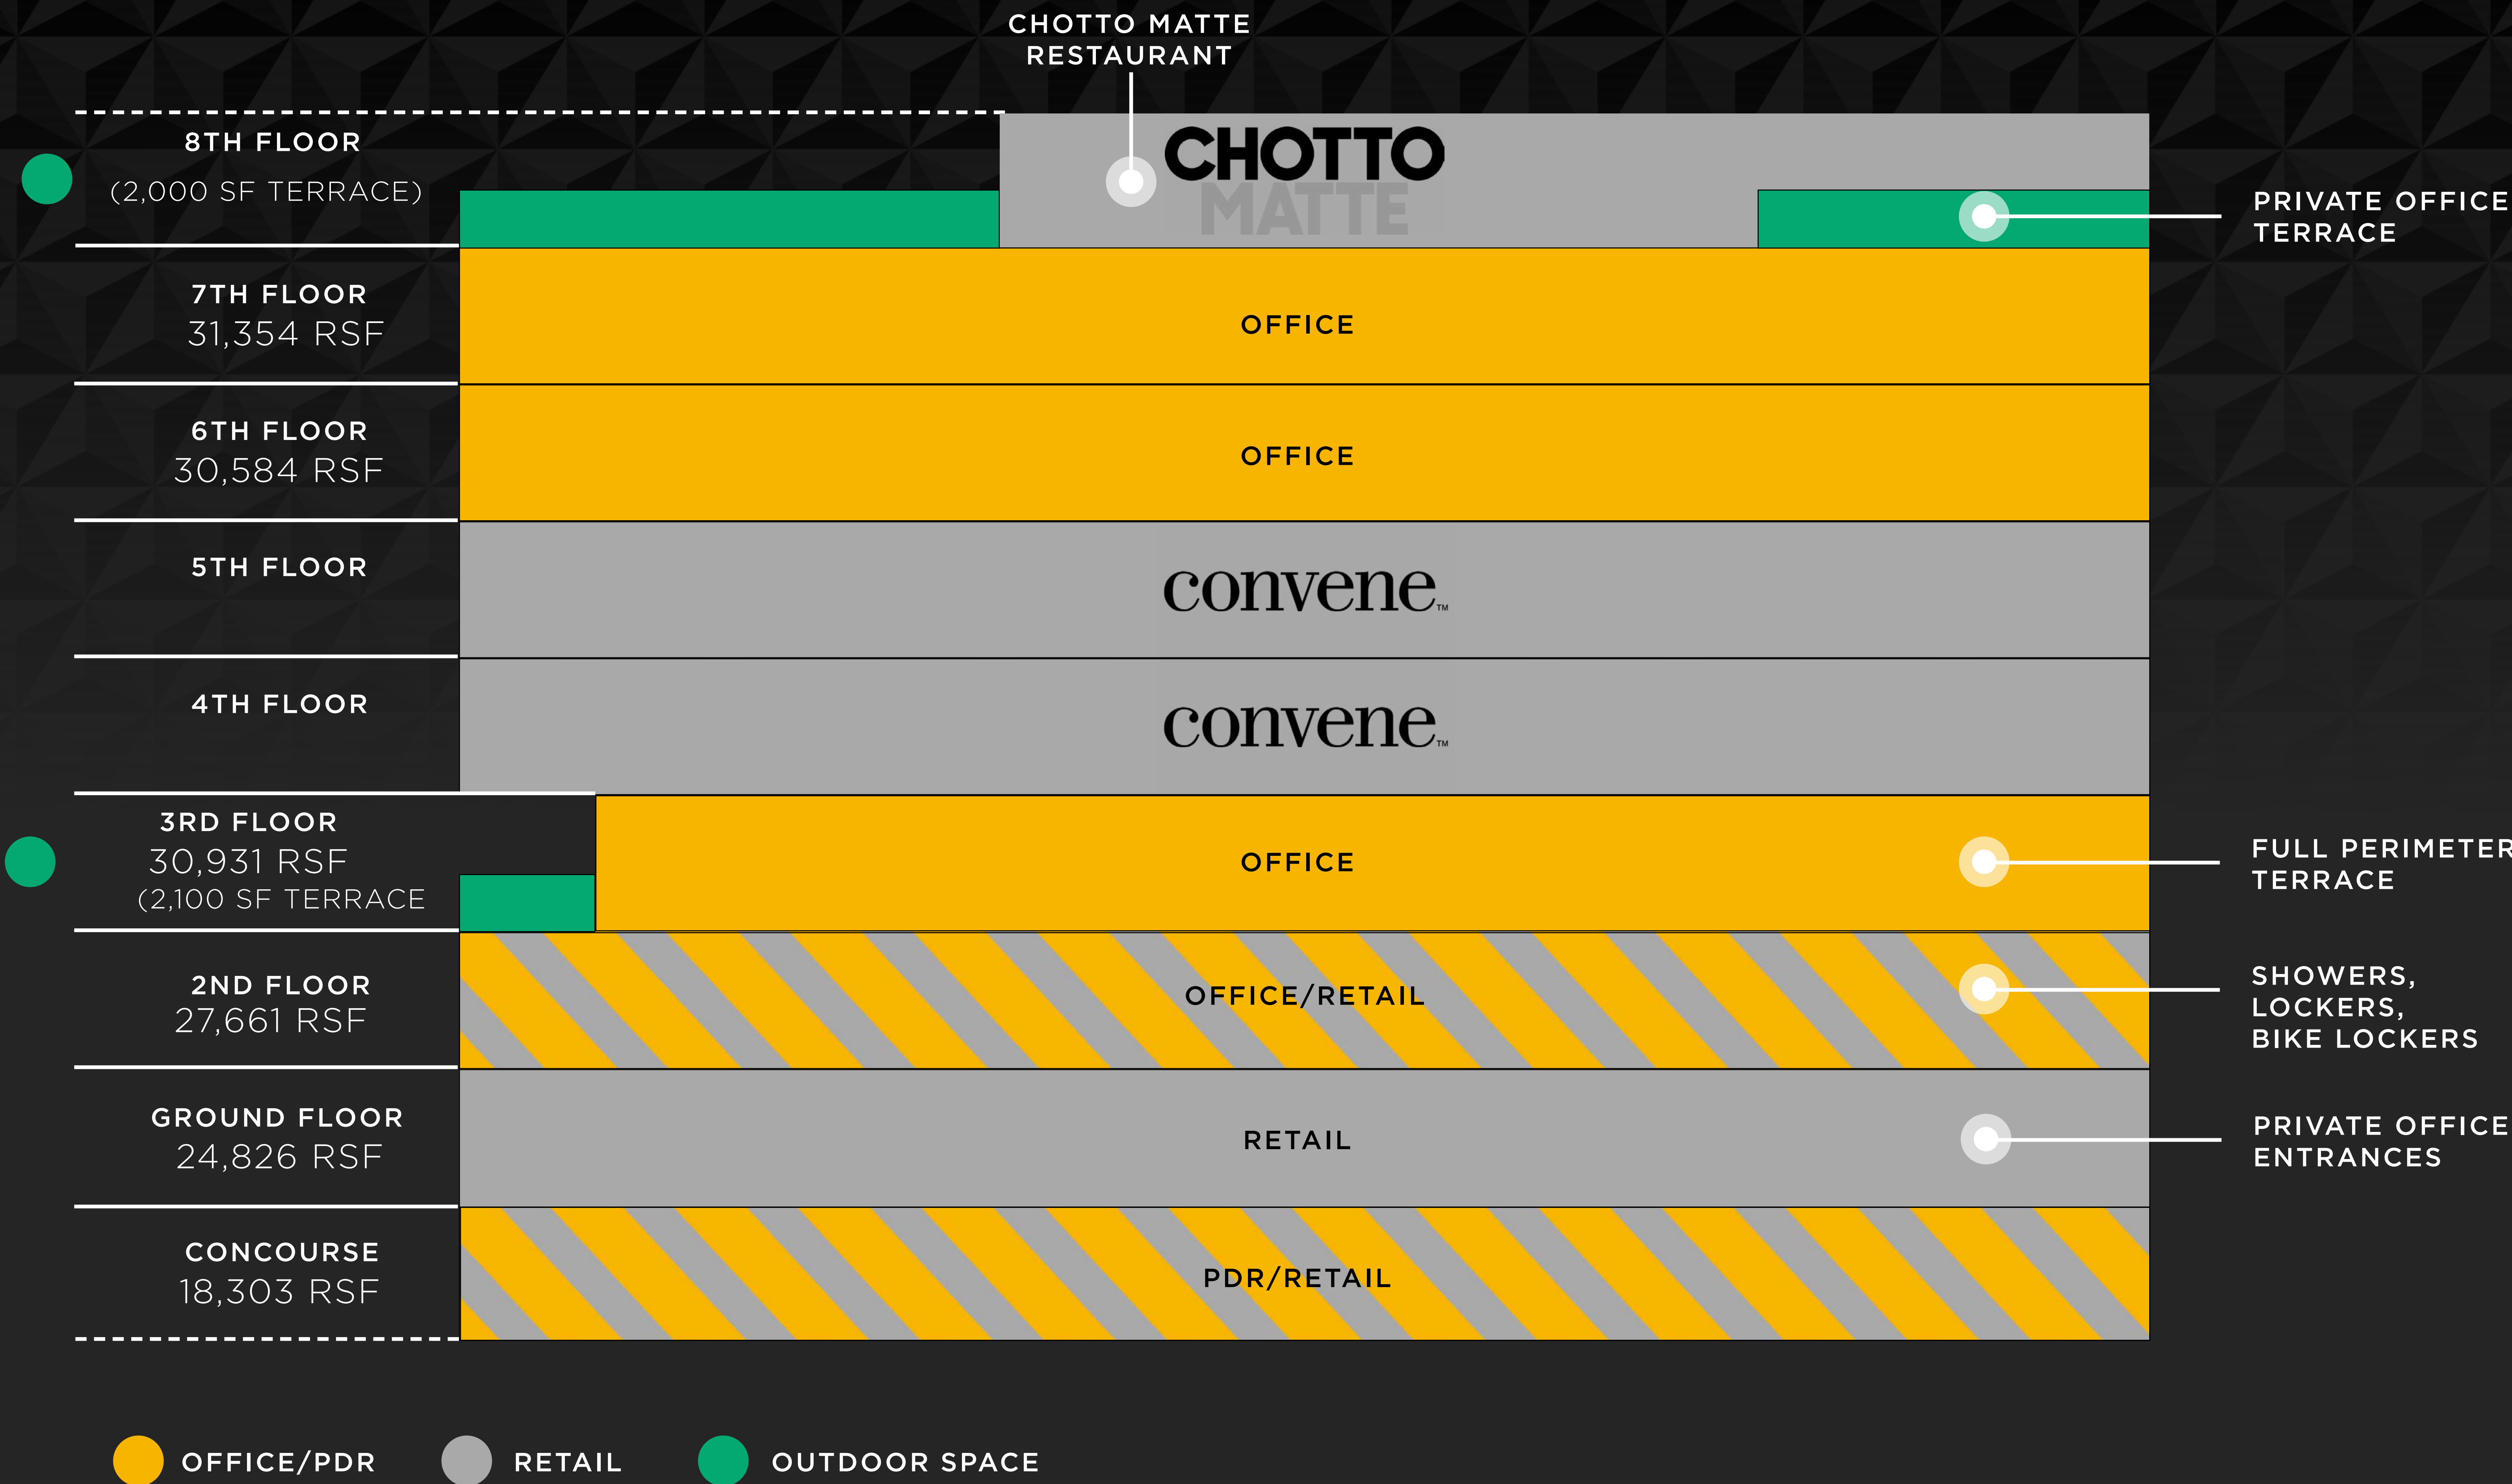 CHOTTO MATTE
RESTAURANT
8TH FLOOR
(2,000 SF TERRACE)
CHOTTO
MATTE
PRIVATE OFFICE
TERRACE
7TH FLOOR
31,354 RSF
OFFICE
6TH FLOOR
30,584 RSF
OFFICE
5TH FLOOR
convene™
4TH FLOOR
convene™
3RD FLOOR
30,931 RSF
(2,100 SF TERRACE
OFFICE
FULL PERIMETER
TERRACE
2ND FLOOR
27,661 RSF
OFFICE/RETAIL
SHOWERS,
LOCKERS,
BIKE LOCKERS
GROUND FLOOR
24,826 RSF
RETAIL
PRIVATE OFFICE
ENTRANCES
CONCOURSE
18,303 RSF
PDR/RETAIL
OFFICE/PDR
RETAIL
OUTDOOR SPACE